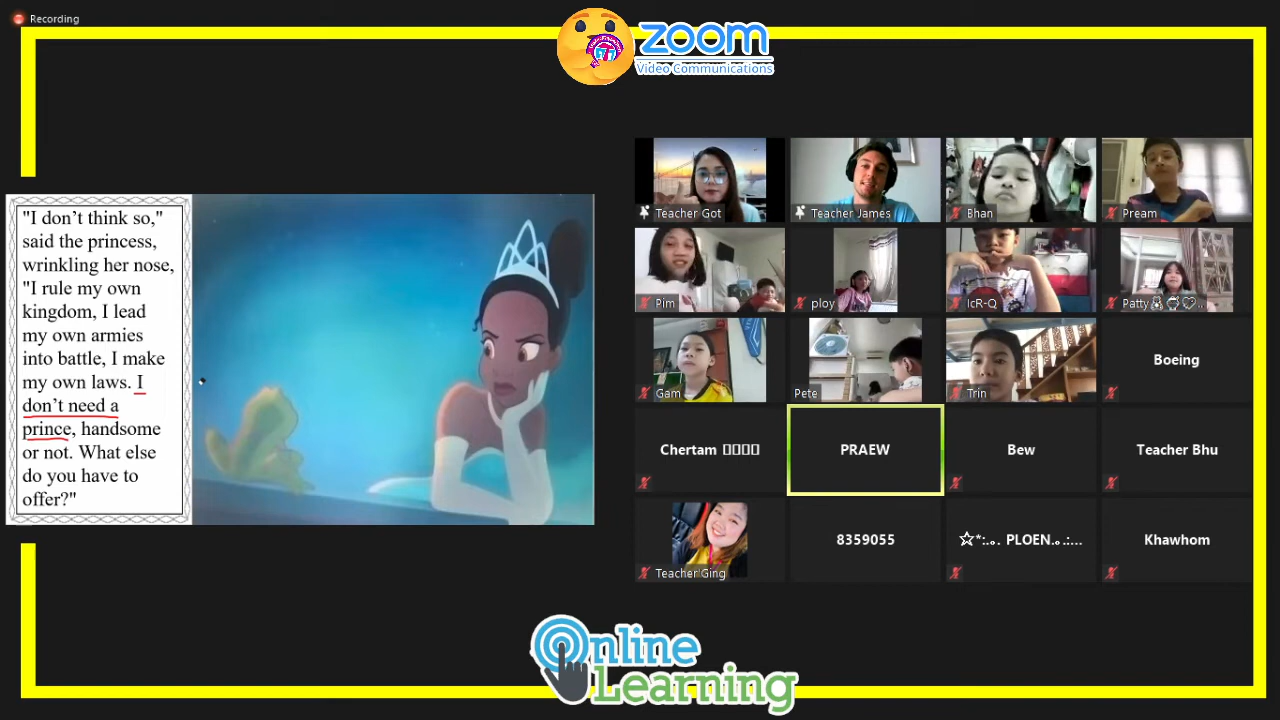 Recording
zoom
Video Communications
"I don't think so,"
said the princess,
wrinkling her nose,
"I rule my own
kingdom, I lead
my own armies
into battle, I make
my own laws. I
don't need a
prince, handsome
or not. What else
do you have to
offer?"
Teacher Got
Teacher James
Bhan
Pream
Pim
ploy
IcR-Q
Patty
Gam
Pete
Trin
Boeing
Chertam
PRAEW
Bew
Teacher Bhu
Teacher Ging
8359055
☆*:.｡. PLOEN.｡.:...
Khawhom
Online
Learning